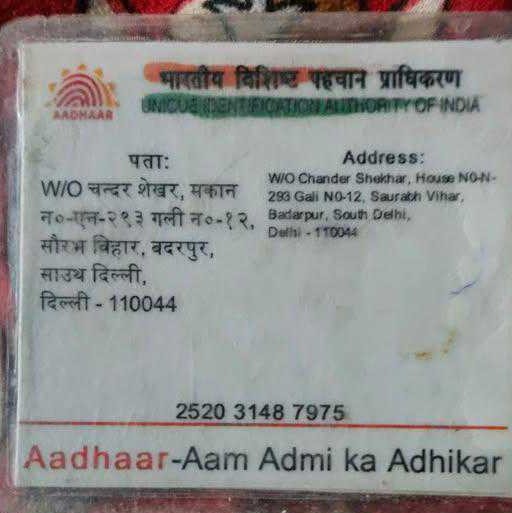 भारतीय विशिष्ट पहचान प्राधिकरण
UNIQUE IDENTIFICATION AUTHORITY OF INDIA
AADHAAR
पता:
W/O चन्दर शेखर, मकान
न०-एन-२९३ गली न०-१२,
सौरभ विहार, बदरपुर,
साउथ दिल्ली,
दिल्ली - 110044
Address:
W/O Chander Shekhar, House N0-N-
293 Gali N0-12, Saurabh Vihar,
Badarpur, South Delhi,
Delhi - 110044
2520 3148 7975
Aadhaar-Aam Admi ka Adhikar